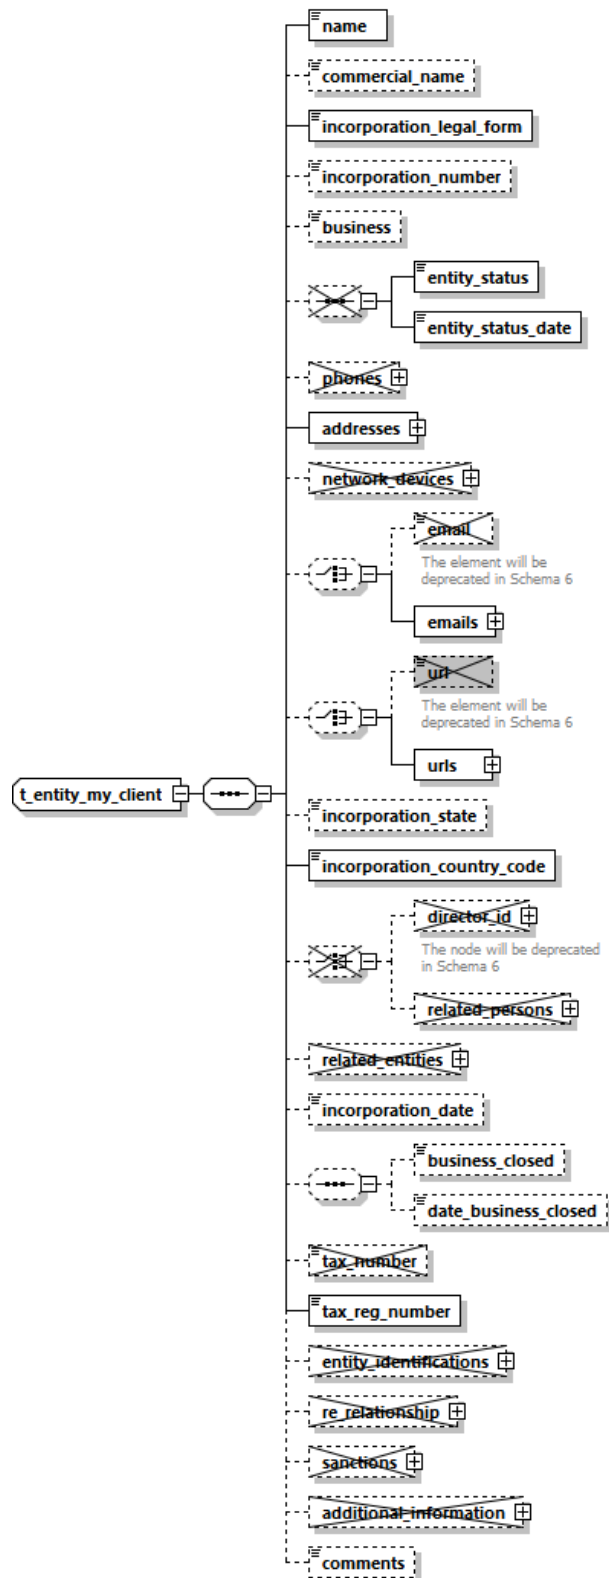 name
commercial_name
incorporation_legal_form
incorporation_number
business
entity_status
entity_status_date
phones
addresses
network_devices
email
The element will be
deprecated in Schema 6
emails
url
The element will be
deprecated in Schema 6
urls
t_entity_my_client
incorporation_state
incorporation_country_code
director_id
The node will be deprecated
in Schema 6
related_persons
related_entities
incorporation_date
business_closed
date_business_closed
tax_number
tax_reg_number
entity_identifications
re_relationship
sanctions
additional_information
comments